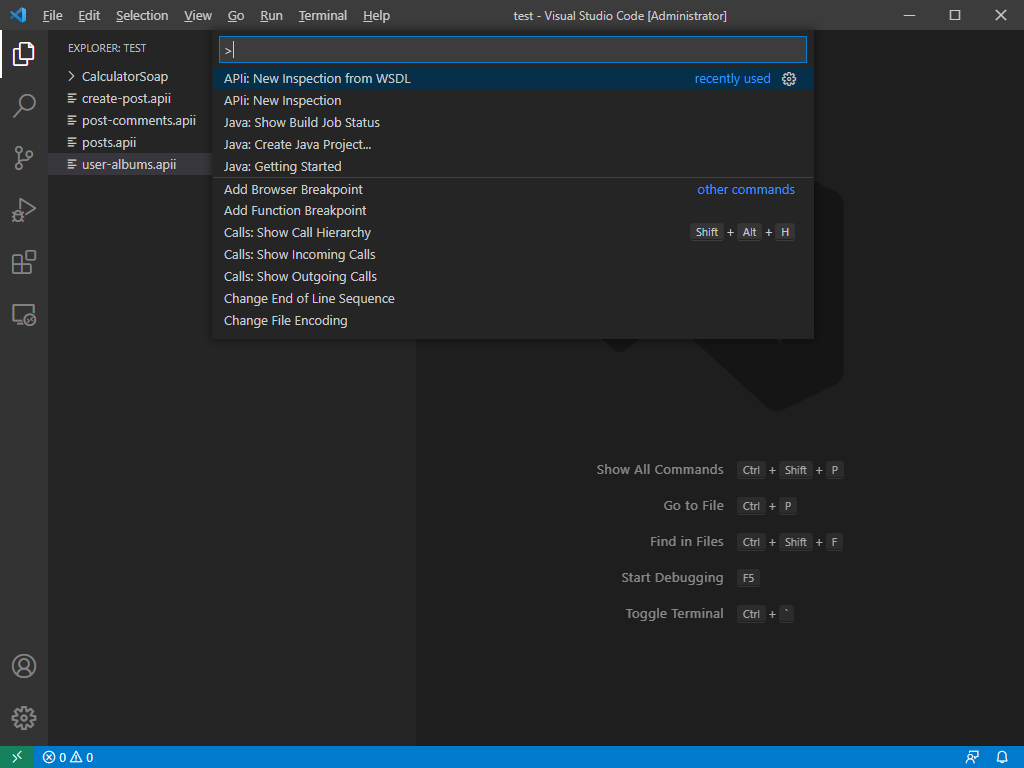 File Edit Selection View Go Run Terminal Help test - Visual Studio Code [Administrator]
EXPLORER: TEST
CalculatorSoap
create-post.apii
post-comments.apii
posts.apii
user-albums.apii
>
APIi: New Inspection from WSDL recently used
APIi: New Inspection
Java: Show Build Job Status
Java: Create Java Project...
Java: Getting Started
Add Browser Breakpoint other commands
Add Function Breakpoint
Calls: Show Call Hierarchy Shift + Alt + H
Calls: Show Incoming Calls
Calls: Show Outgoing Calls
Change End of Line Sequence
Change File Encoding
Show All Commands Ctrl + Shift + P
Go to File Ctrl + P
Find in Files Ctrl + Shift + F
Start Debugging F5
Toggle Terminal Ctrl + `
0 0